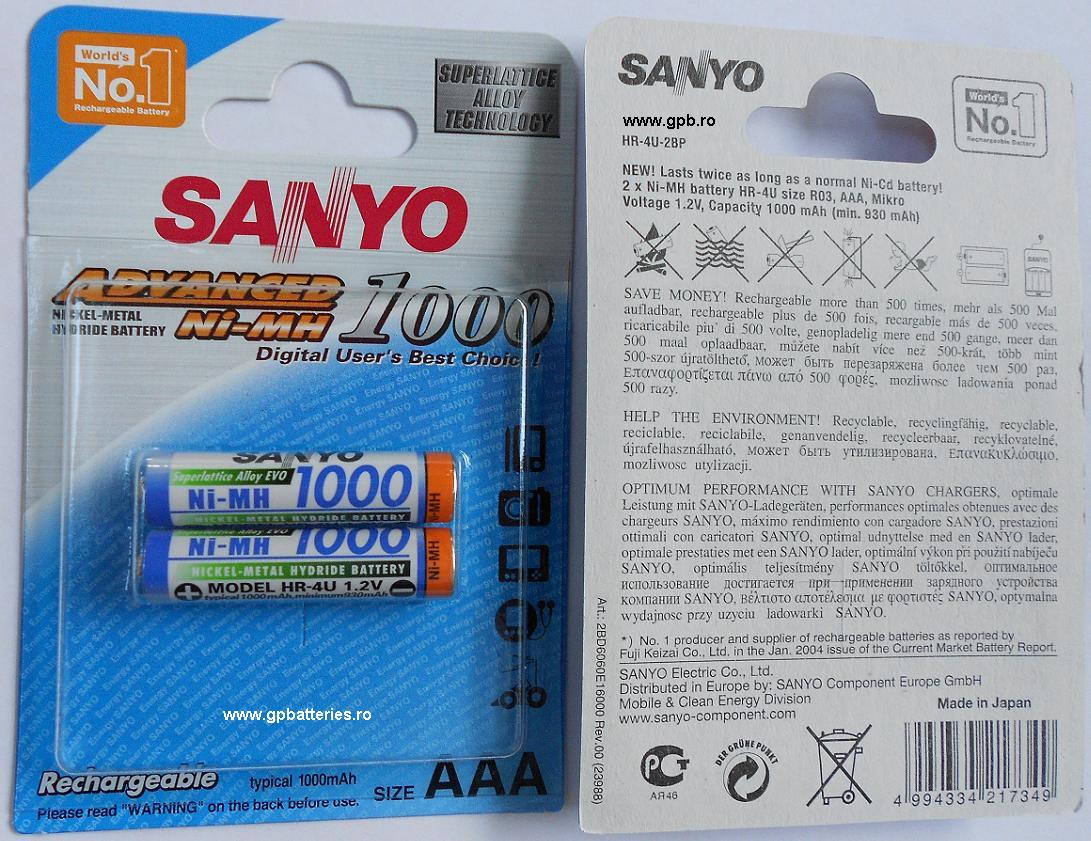 World's
No.1
Rechargeable Battery
SUPERLATTICE
ALLOY
TECHNOLOGY
SANYO
ADVANCED
NICKEL-METAL
HYDRIDE BATTERY
Ni-MH
1000
Digital User's Best Choice!
SANYO
Superlattice Alloy EVO
Ni-MH 1000
NICKEL-METAL HYDRIDE BATTERY
Ni-MH
Ni-MH 1000
NICKEL-METAL HYDRIDE BATTERY
MODEL HR-4U 1.2V
typical 1000mAh, minimum 930mAh
Ni-MH
www.gpbatteries.ro
Rechargeable
typical 1000mAh
SIZE AAA
Please read "WARNING" on the back before use.
SANYO
www.gpb.ro
HR-4U-2BP
World's
No.1
Rechargeable Battery
NEW! Lasts twice as long as a normal Ni-Cd battery!
2 x Ni-MH battery HR-4U size R03, AAA, Mikro
Voltage 1.2V, Capacity 1000 mAh (min. 930 mAh)
SANYO
SAVE MONEY! Rechargeable more than 500 times, mehr als 500 Mal
aufladbar, rechargeable plus de 500 fois, recargable más de 500 veces,
ricaricabile piu' di 500 volte, genopladelig mere end 500 gange, meer dan
500 maal oplaadbaar, můžete nabít více než 500-krát, több mint
500-szor újratölthető, может быть перезаряжена более чем 500 раз,
Επαναφορτίζεται πάνω από 500 φορές, mozliwosc ladowania ponad
500 razy.
HELP THE ENVIRONMENT! Recyclable, recyclingfähig, recyclable,
reciclable, reciclabile, genanvendelig, recycleerbaar, recyklovatelné,
újrafelhasználható, может быть утилизирована, Επανακυκλώσιμο,
mozliwosc utylizacji.
OPTIMUM PERFORMANCE WITH SANYO CHARGERS, optimale
Leistung mit SANYO-Ladegeräten, performances optimales obtenues avec des
chargeurs SANYO, máximo rendimiento con cargadore SANYO, prestazioni
ottimali con caricatori SANYO, optimal udnyttelse med en SANYO lader,
optimale prestaties met een SANYO lader, optimální výkon při použití nabíječu
SANYO, optimális teljesítmény SANYO töltőkkel, оптимальное
использование достигается при применении зарядного устройства
компании SANYO, βέλτιστο αποτέλεσμα με φορτιστές SANYO, optymalna
wydajnosc przy uzyciu ladowarki SANYO.
*) No. 1 producer and supplier of rechargeable batteries as reported by
Fuji Keizai Co., Ltd. in the Jan. 2004 issue of the Current Market Battery Report.
SANYO Electric Co., Ltd.
Distributed in Europe by: SANYO Component Europe GmbH
Mobile & Clean Energy Division
www.sanyo-component.com
Made in Japan
Art.: 2BD6060E16000 Rev.00 (23988)
АЯ46
DER GRÜNE PUNKT
4 994334 217349